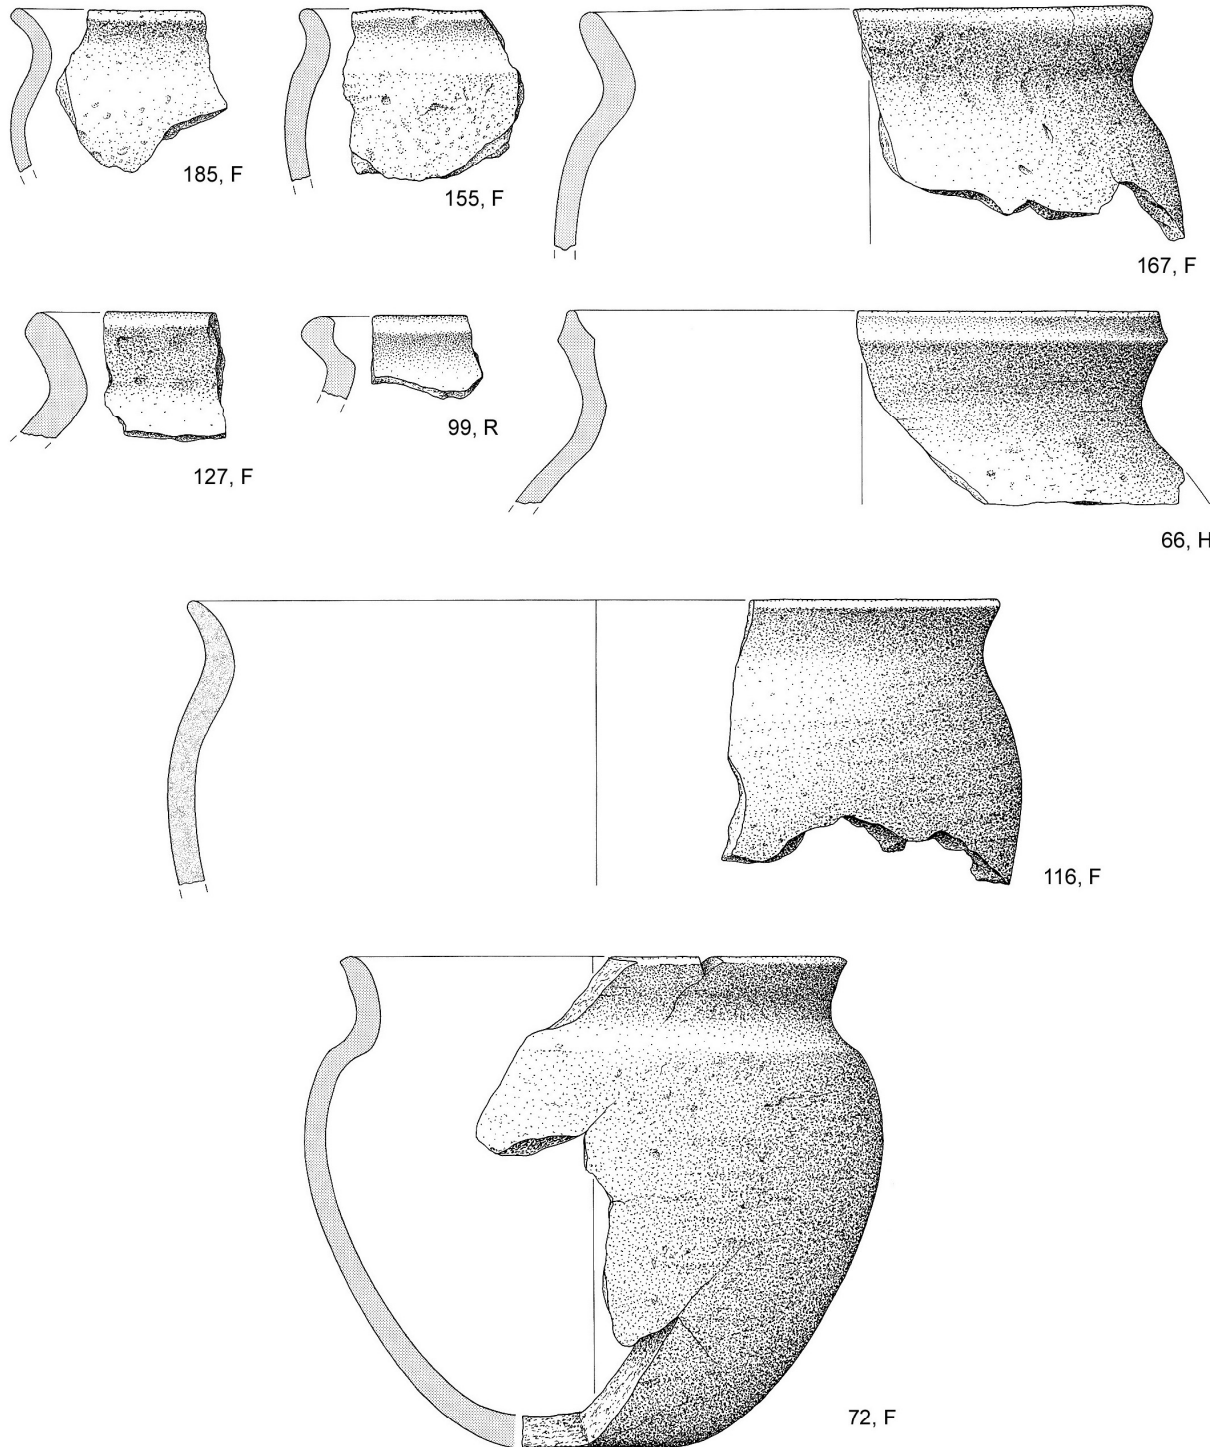 185, F
155, F
167, F
127, F
99, R
66, H
116, F
72, F